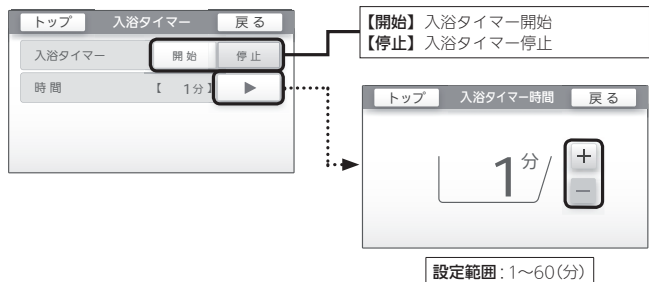 トップ 入浴タイマー 戻る
入浴タイマー 開始 停止
時間 【 1分】 ▶
【開始】入浴タイマー開始
【停止】入浴タイマー停止
トップ 入浴タイマー時間 戻る
1分 +
−
設定範囲：1～60（分）